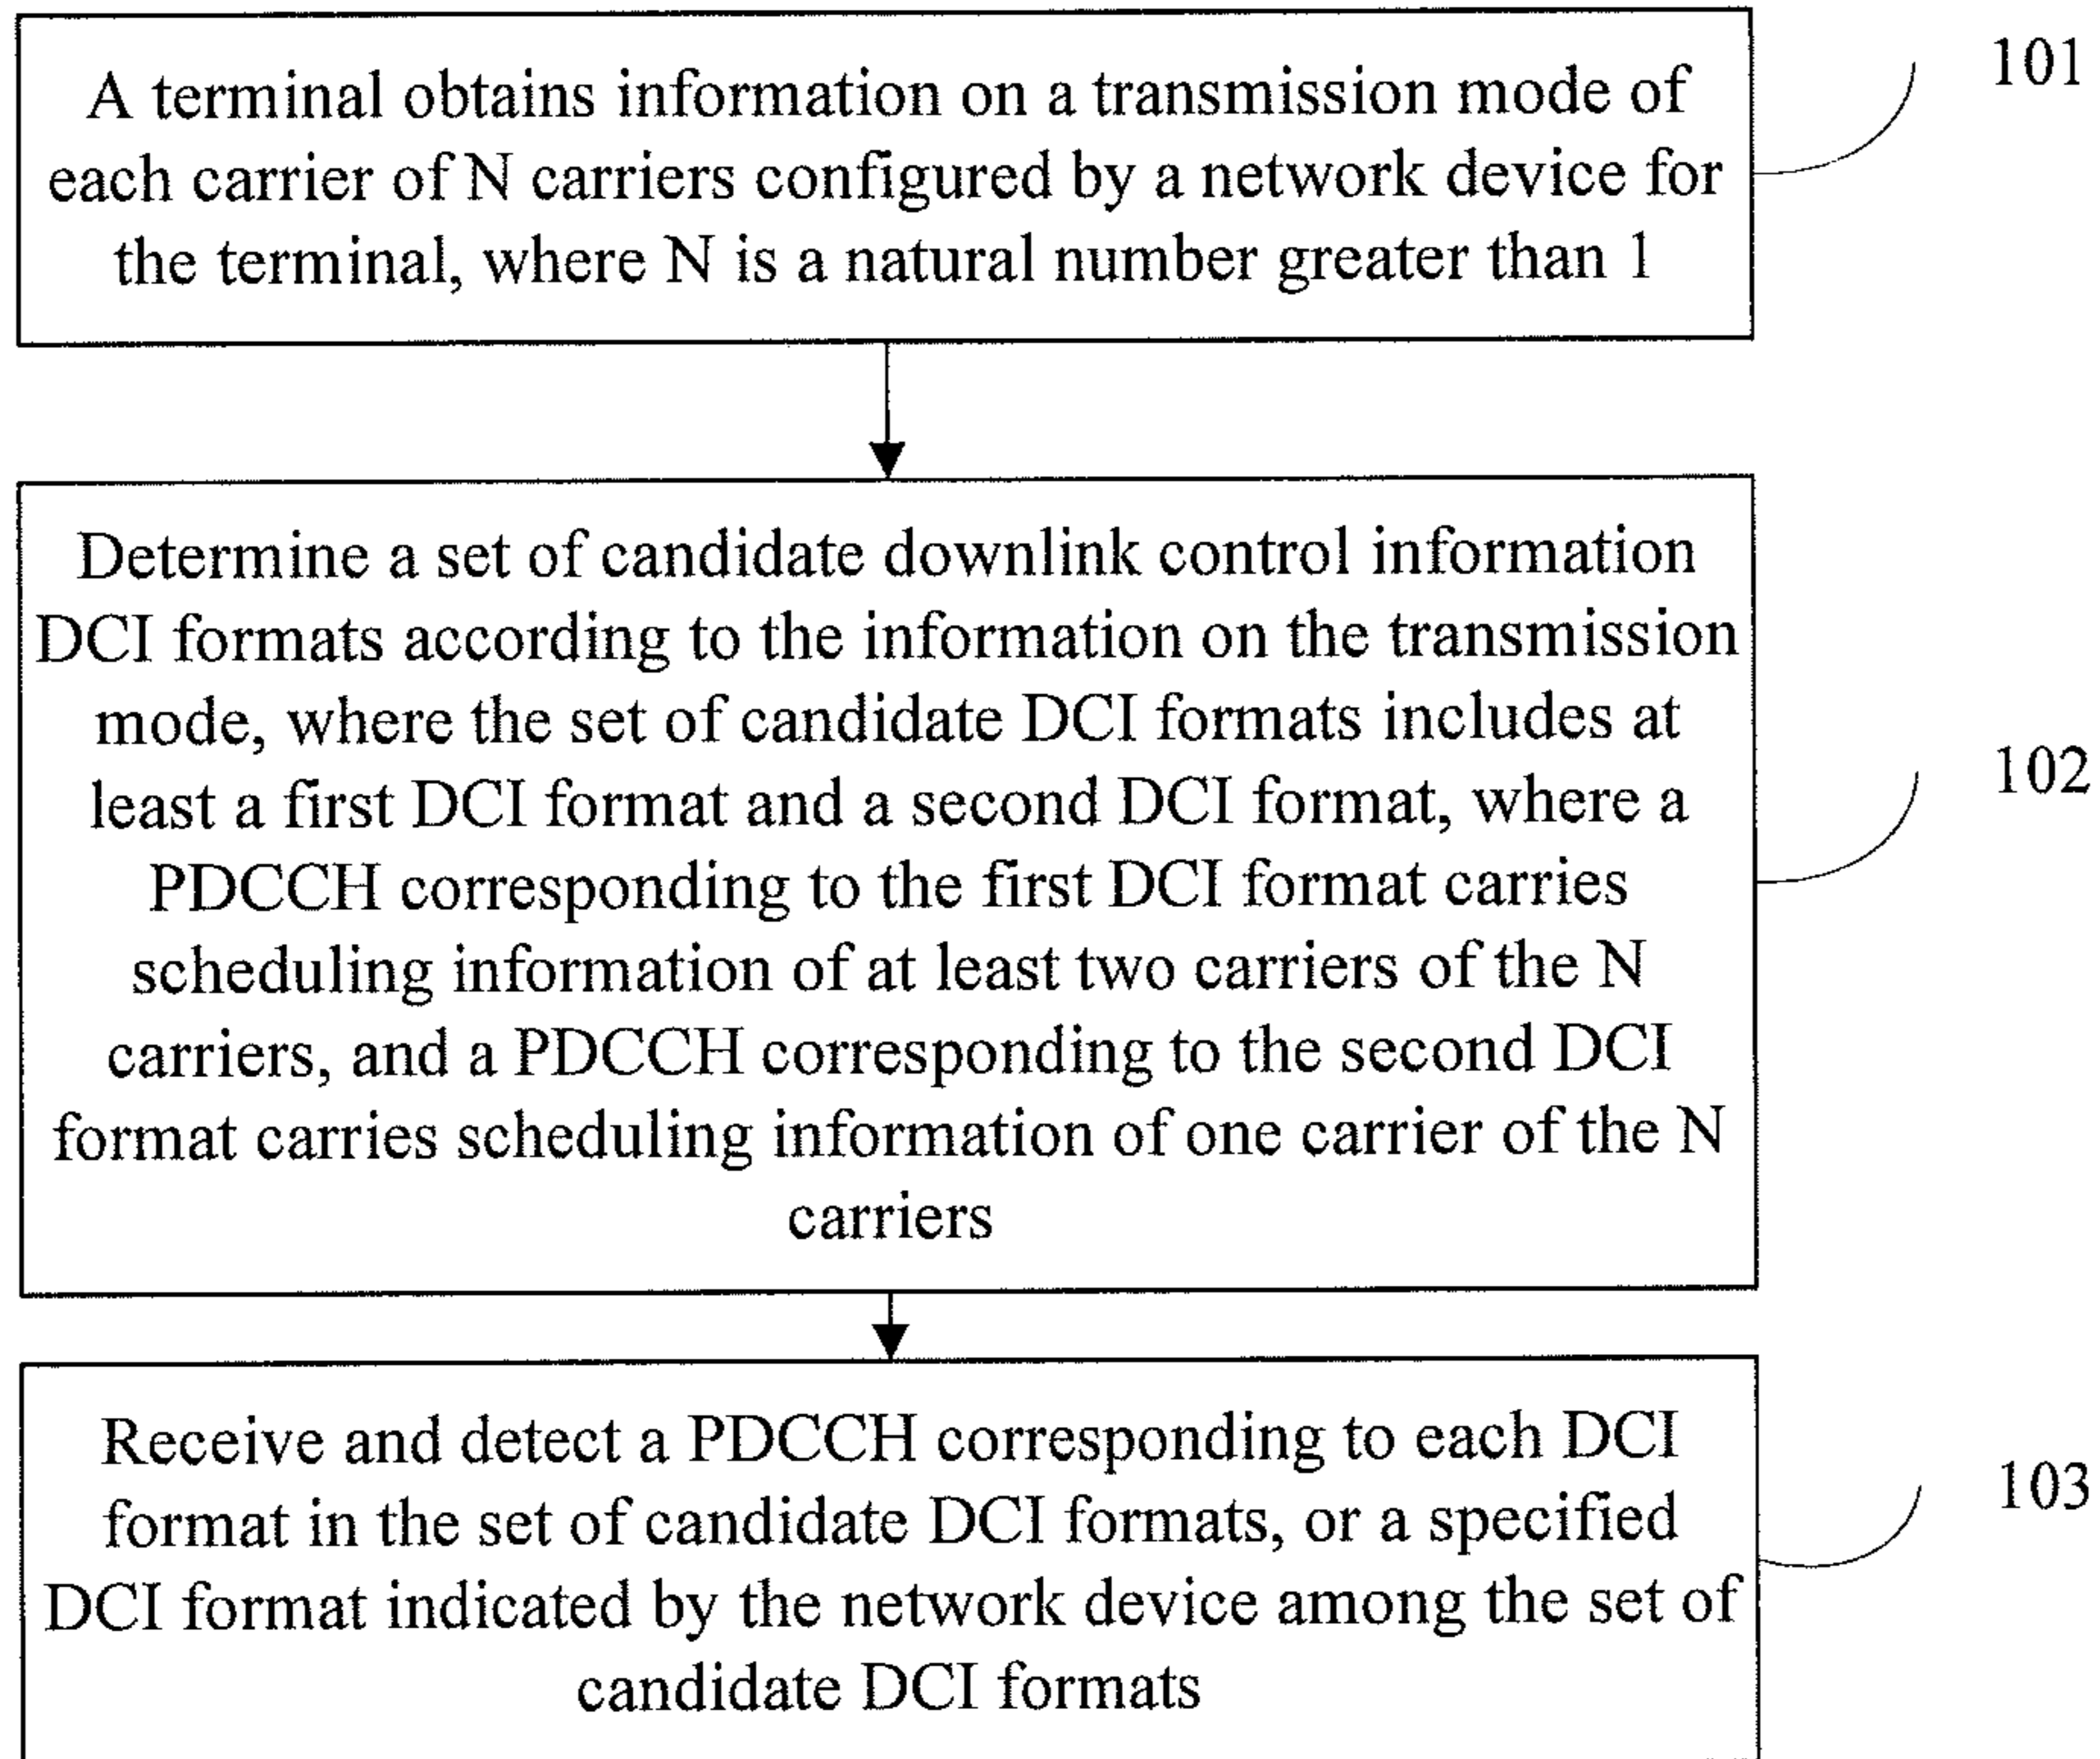 A terminal obtains information on a transmission mode of
each carrier of N carriers configured by a network device for
the terminal, where N is a natural number greater than 1
101
Determine a set of candidate downlink control information
DCI formats according to the information on the transmission
mode, where the set of candidate DCI formats includes at
least a first DCI format and a second DCI format, where a
PDCCH corresponding to the first DCI format carries
scheduling information of at least two carriers of the N
carriers, and a PDCCH corresponding to the second DCI
format carries scheduling information of one carrier of the N
carriers
102
Receive and detect a PDCCH corresponding to each DCI
format in the set of candidate DCI formats, or a specified
DCI format indicated by the network device among the set of
candidate DCI formats
103